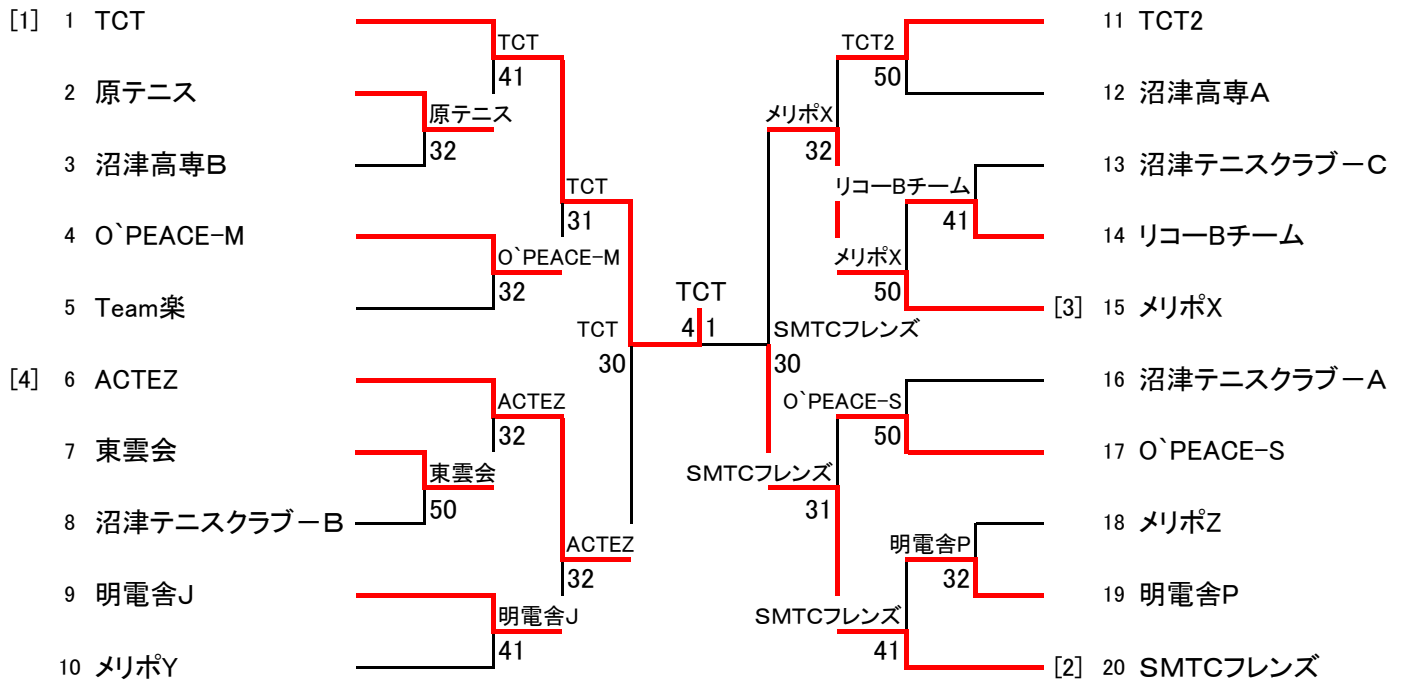 [1] 1 TCT
TCT
41
2 原テニス
原テニス
32
3 沼津高専B
TCT
31
4 O`PEACE-M
O`PEACE-M
32
5 Team楽
TCT
30
[4] 6 ACTEZ
ACTEZ
32
7 東雲会
東雲会
50
8 沼津テニスクラブ－B
ACTEZ
32
9 明電舎J
明電舎J
41
10 メリポY
TCT
4 1
11 TCT2
TCT2
50
12 沼津高専A
メリポX
32
13 沼津テニスクラブ－C
リコーBチーム
41
14 リコーBチーム
メリポX
50
[3] 15 メリポX
SMTCフレンズ
30
16 沼津テニスクラブ－A
O`PEACE-S
50
17 O`PEACE-S
SMTCフレンズ
31
18 メリポZ
明電舎P
32
19 明電舎P
SMTCフレンズ
41
[2] 20 SMTCフレンズ